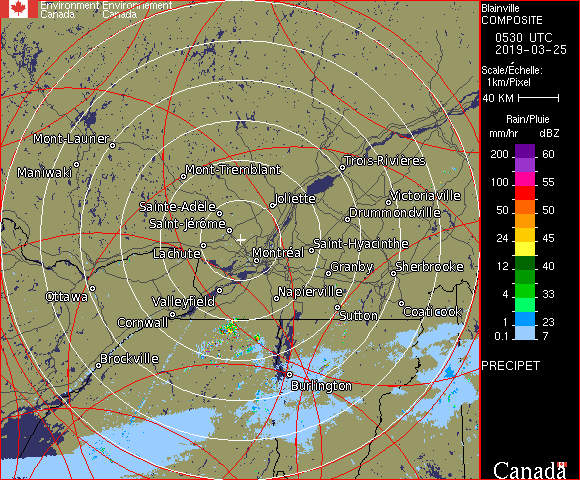 Environment Environnement
Canada Canada
Blainville
COMPOSITE
0530 UTC
2019-03-25
Scale/Échelle:
1km/Pixel
40 KM
Rain/Pluie
mm/hr dBZ
200 60
100 55
50 50
24 45
12 40
4 33
1 23
0.1 7
PRECIPET
Canada
Mont-Laurier
Maniwaki
Mont-Tremblant
Trois-Rivières
Joliette
Victoriaville
Sainte-Adèle
Drummondville
Saint-Jérôme
Lachute
Montréal
Saint-Hyacinthe
Granby
Sherbrooke
Ottawa
Valleyfield
Napierville
Cornwall
Sutton
Coaticook
Brockville
Burlington